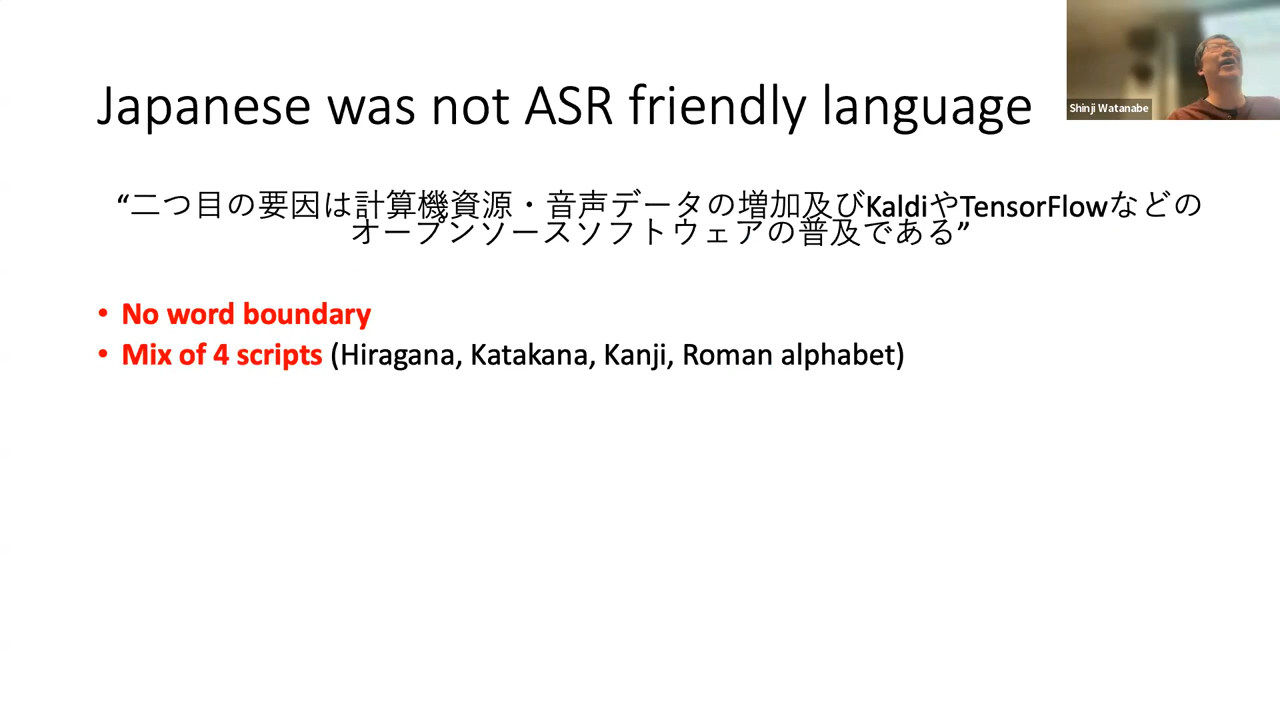 Japanese was not ASR friendly language
Shinji Watanabe
“二つ目の要因は計算機資源・音声データの増加及びKaldiやTensorFlowなどの
オープンソースソフトウェアの普及である”
• No word boundary
• Mix of 4 scripts (Hiragana, Katakana, Kanji, Roman alphabet)